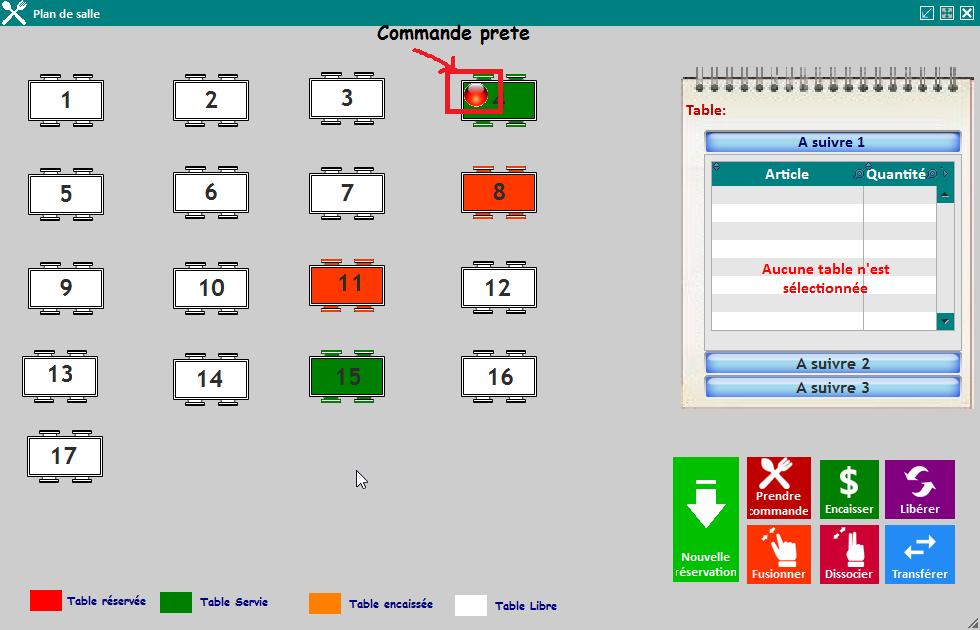 Plan de salle
Commande prete
1
2
3
4
5
6
7
8
9
10
11
12
13
14
15
16
17
Table:
A suivre 1
Article Quantité
Aucune table n'est
sélectionnée
A suivre 2
A suivre 3
Nouvelle
réservation
Prendre
commande
$
Encaisser
Libérer
Fusionner
Dissocier
Transférer
Table réservée
Table Servie
Table encaissée
Table Libre